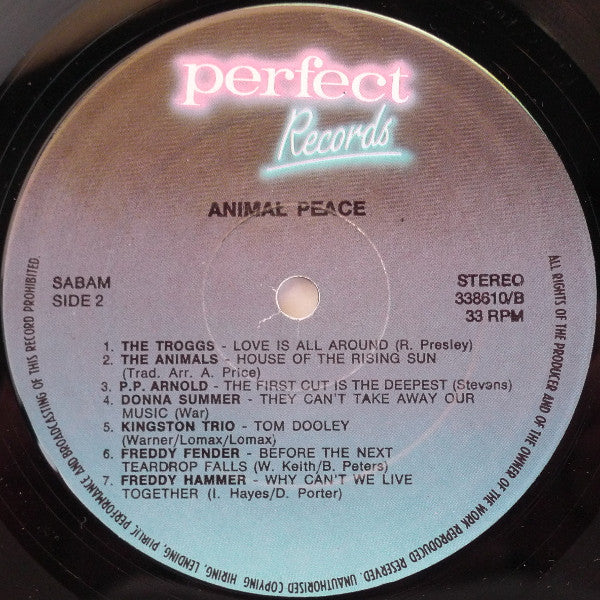 perfect
Records
ANIMAL PEACE
SABAM
SIDE 2
STEREO
338610/B
33 RPM
1. THE TROGGS - LOVE IS ALL AROUND (R. Presley)
2. THE ANIMALS - HOUSE OF THE RISING SUN
(Trad. Arr. A. Price)
3. P.P. ARNOLD - THE FIRST CUT IS THE DEEPEST (Stevans)
4. DONNA SUMMER - THEY CAN'T TAKE AWAY OUR
MUSIC (War)
5. KINGSTON TRIO - TOM DOOLEY
(Warner/Lomax/Lomax)
6. FREDDY FENDER - BEFORE THE NEXT
TEARDROP FALLS (W. Keith/B. Peters)
7. FREDDY HAMMER - WHY CAN'T WE LIVE
TOGETHER (I. Hayes/D. Porter)
ALL RIGHTS OF THE PRODUCER AND OF THE OWNER OF THE WORK REPRODUCED RESERVED. UNAUTHORISED COPYING HIRING, LENDING, PUBLIC PERFORMANCE AND BROADCASTING OF THIS RECORD PROHIBITED